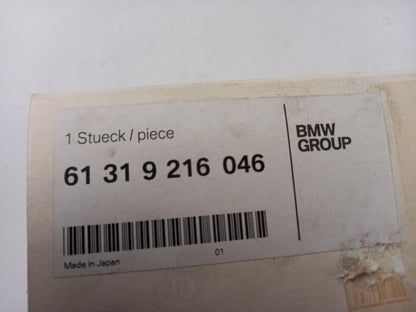 1 Stueck / piece
61 31 9 216 046
BMW
GROUP
Made in Japan
01